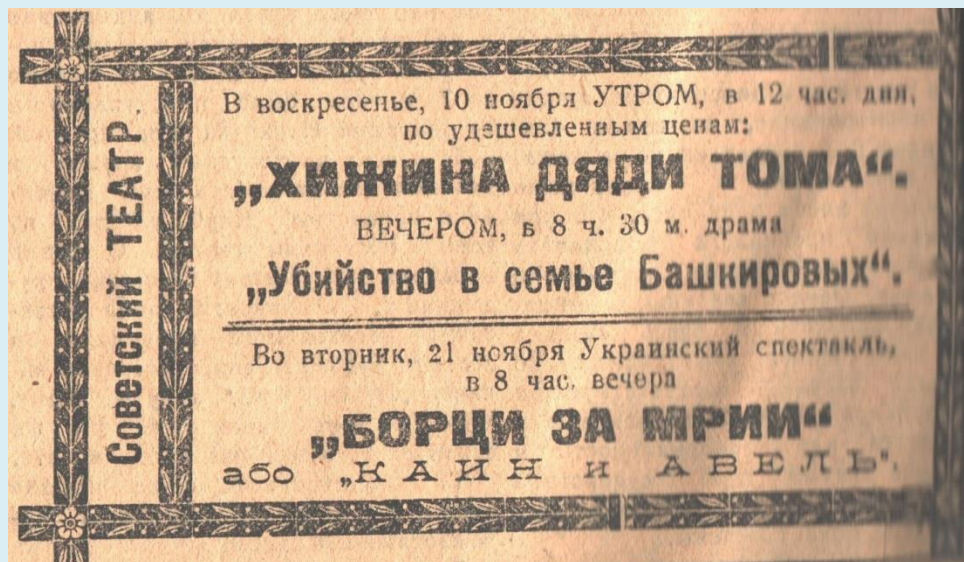 Советский ТЕАТР.
В воскресенье, 10 ноября УТРОМ, в 12 час. дня,
по удешевленным ценам:
„ХИЖИНА ДЯДИ ТОМА“.
ВЕЧЕРОМ, в 8 ч. 30 м. драма
„Убийство в семье Башкировых“.
Во вторник, 21 ноября Украинский спектакль,
в 8 час. вечера
„БОРЦИ ЗА МРИИ“
або „КАИН и АВЕЛЬ“.